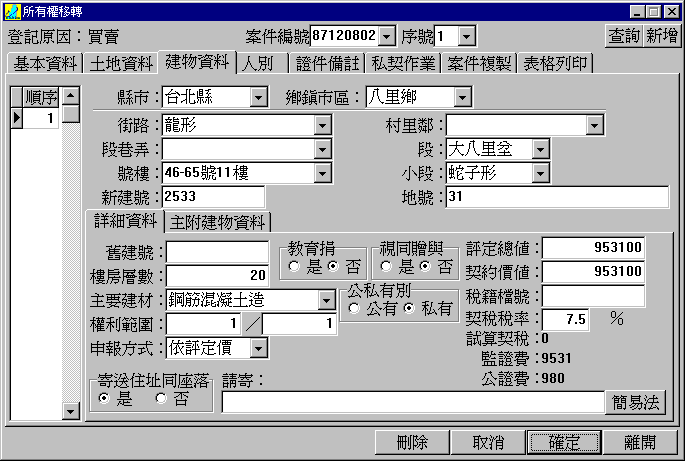 所有權移轉
登記原因：買賣 案件編號 87120802 序號 1 查詢 新增
基本資料 土地資料 建物資料 人別 證件備註 私契作業 案件複製 表格列印
順序 縣市：台北縣 鄉鎮市區：八里鄉
1
街路：龍形 村里鄰：
段巷弄： 段：大八里坌
號樓：46-65號11樓 小段：蛇子形
新建號：2533 地號：31
詳細資料 主附建物資料
舊建號： 教育捐 視同贈與 評定總值：953100
樓房層數：20 是 否 是 否 契約價值：953100
主要建材：鋼筋混凝土造 公私有別 稅籍檔號：
權利範圍：1／1 公有 私有 契稅稅率：7.5 %
申報方式：依評定價 試算契稅：0
監證費：9531
公證費：980
寄送住址同座落 請寄：
是 否 簡易法
刪除 取消 確定 離開